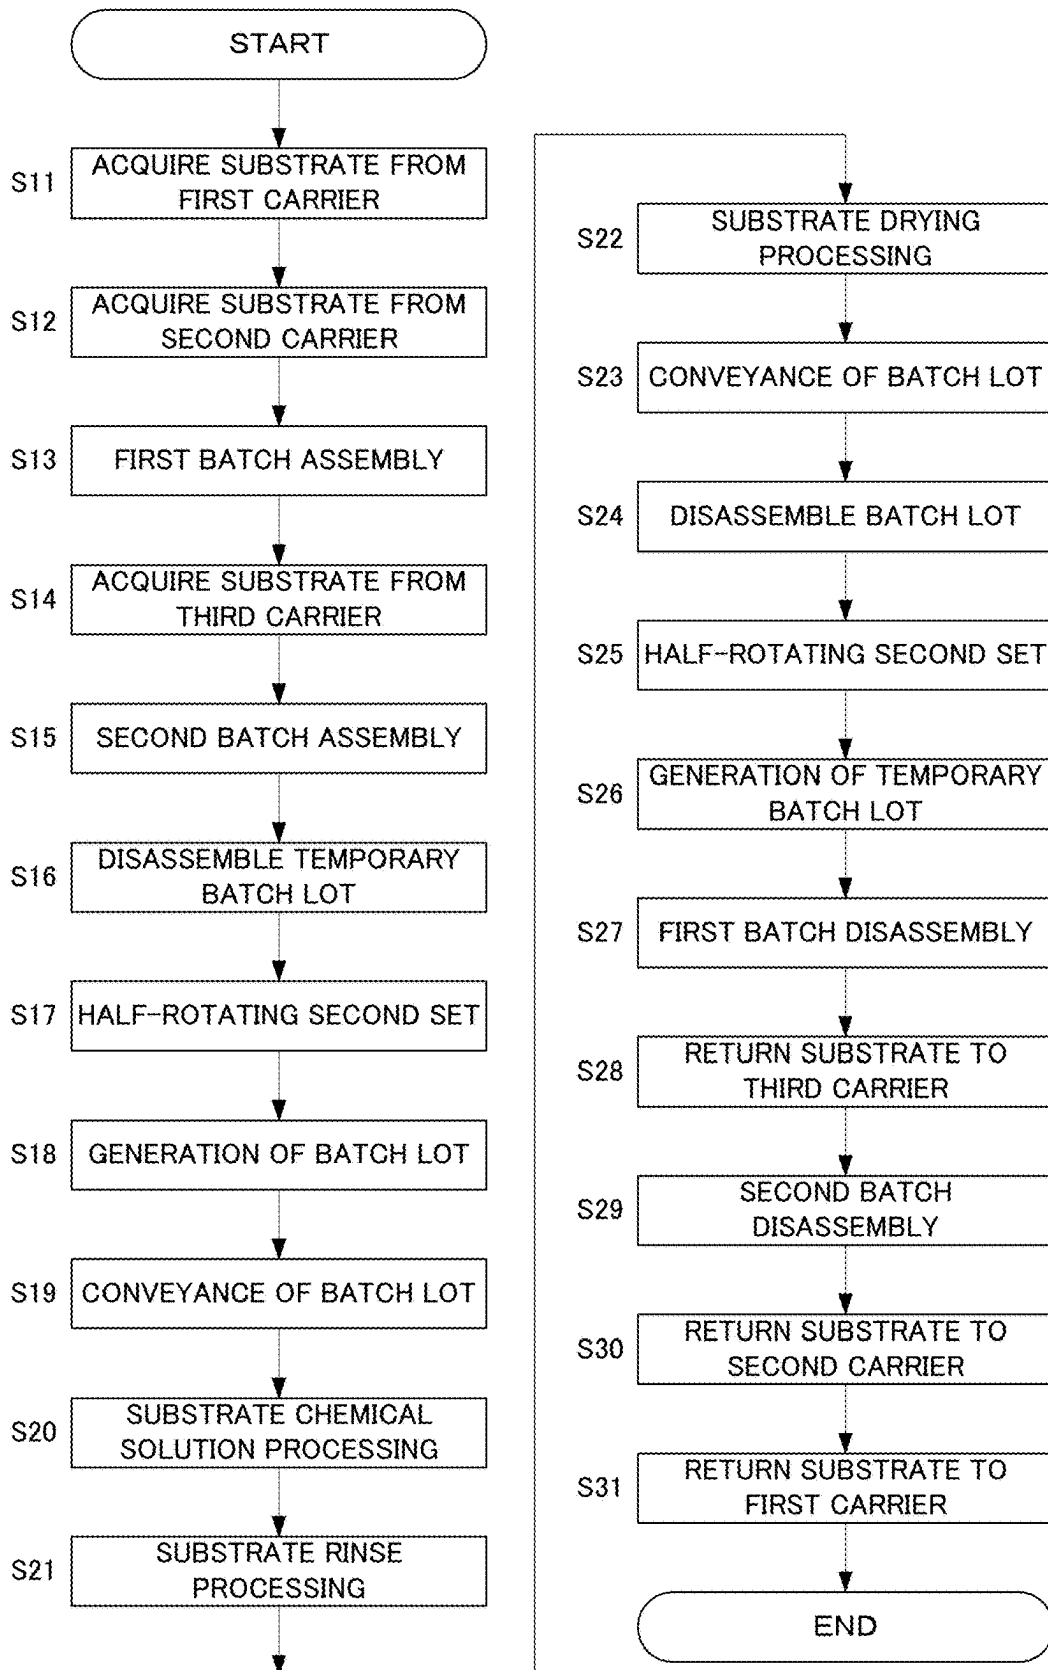 START
S11
ACQUIRE SUBSTRATE FROM
FIRST CARRIER
S12
ACQUIRE SUBSTRATE FROM
SECOND CARRIER
S13
FIRST BATCH ASSEMBLY
S14
ACQUIRE SUBSTRATE FROM
THIRD CARRIER
S15
SECOND BATCH ASSEMBLY
S16
DISASSEMBLE TEMPORARY
BATCH LOT
S17
HALF-ROTATING SECOND SET
S18
GENERATION OF BATCH LOT
S19
CONVEYANCE OF BATCH LOT
S20
SUBSTRATE CHEMICAL
SOLUTION PROCESSING
S21
SUBSTRATE RINSE
PROCESSING
S22
SUBSTRATE DRYING
PROCESSING
S23
CONVEYANCE OF BATCH LOT
S24
DISASSEMBLE BATCH LOT
S25
HALF-ROTATING SECOND SET
S26
GENERATION OF TEMPORARY
BATCH LOT
S27
FIRST BATCH DISASSEMBLY
S28
RETURN SUBSTRATE TO
THIRD CARRIER
S29
SECOND BATCH
DISASSEMBLY
S30
RETURN SUBSTRATE TO
SECOND CARRIER
S31
RETURN SUBSTRATE TO
FIRST CARRIER
END